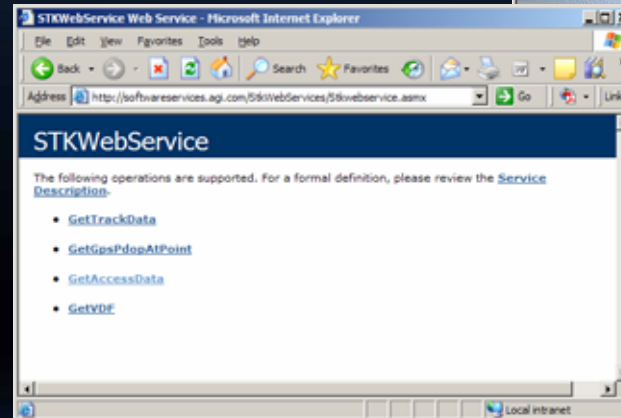 STKWebService Web Service - Microsoft Internet Explorer
File Edit View Favorites Tools Help
Back Search Favorites
Address http://softwareservices.agi.com/StkWebServices/Stkwebservice.asmx Go Link
STKWebService
The following operations are supported. For a formal definition, please review the Service
Description.
GetTrackData
GetGpsPdopAtPoint
GetAccessData
GetVDF
Local intranet